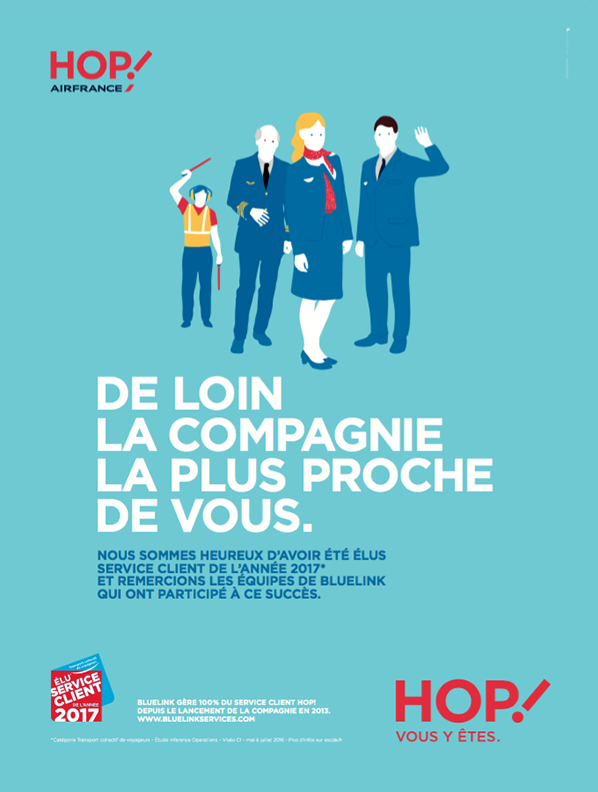 HOP!
AIRFRANCE
DE LOIN
LA COMPAGNIE
LA PLUS PROCHE
DE VOUS.
NOUS SOMMES HEUREUX D'AVOIR ÉTÉ ÉLUS
SERVICE CLIENT DE L'ANNÉE 2017*
ET REMERCIONS LES ÉQUIPES DE BLUELINK
QUI ONT PARTICIPÉ À CE SUCCÈS.
ÉLU
SERVICE
CLIENT
DE L'ANNÉE
2017
BLUELINK GÈRE 100% DU SERVICE CLIENT HOP!
DEPUIS LE LANCEMENT DE LA COMPAGNIE EN 2013.
WWW.BLUELINKSERVICES.COM
HOP!
VOUS Y ÊTES.
*Catégorie Transport collectif de voyageurs - Étude Inférence Operations - Viséo CI - mai à juillet 2016 - Plus d'infos sur